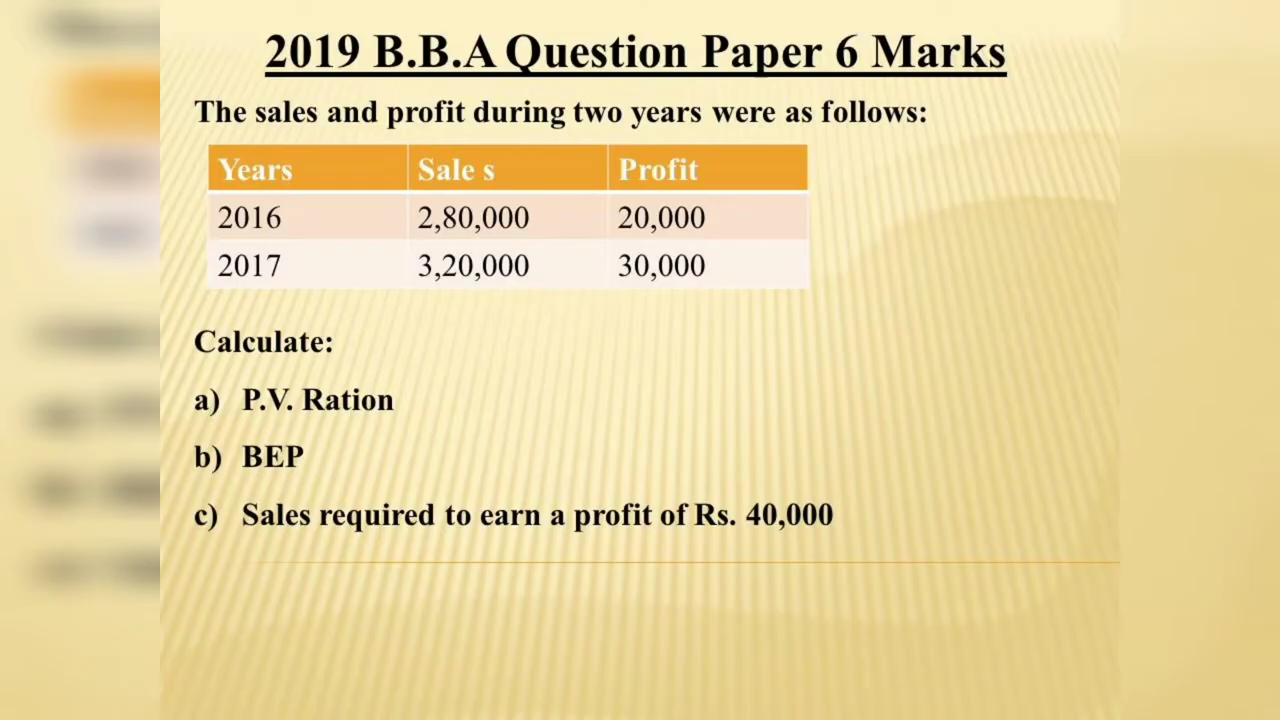 2019 B.B.A Question Paper 6 Marks
The sales and profit during two years were as follows:
Years Sale s Profit
2016 2,80,000 20,000
2017 3,20,000 30,000
Calculate:
a) P.V. Ration
b) BEP
c) Sales required to earn a profit of Rs. 40,000